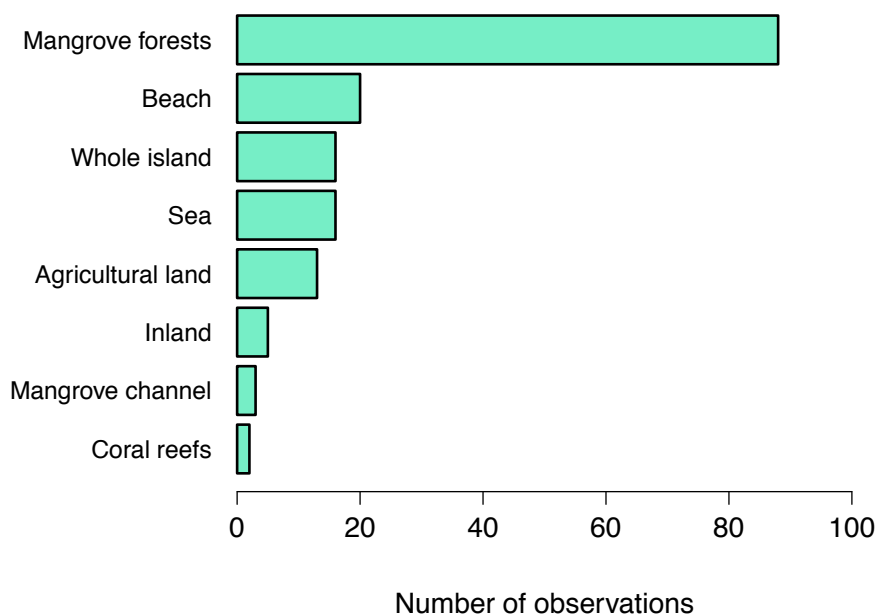 Mangrove forests
Beach
Whole island
Sea
Agricultural land
Inland
Mangrove channel
Coral reefs
0 20 40 60 80 100
Number of observations